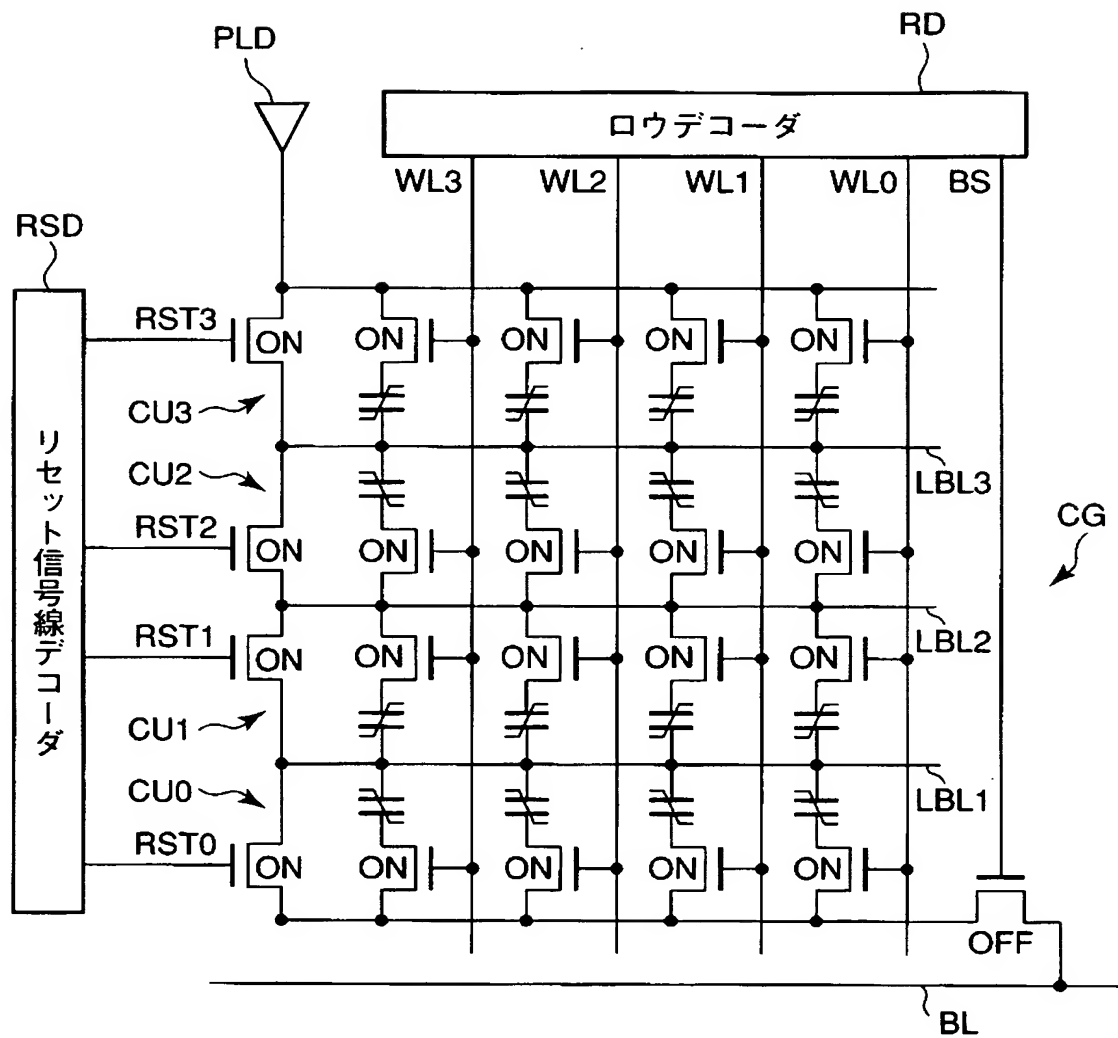 PLD
RD
ロウデコーダ
WL3 WL2 WL1 WL0 BS
RSD
リセット信号線デコーダ
RST3
ON ON ON ON ON
CU3
LBL3
CU2
CG
RST2
ON ON ON ON ON
LBL2
RST1
ON ON ON ON ON
CU1
LBL1
CU0
RST0
ON ON ON ON ON
OFF
BL